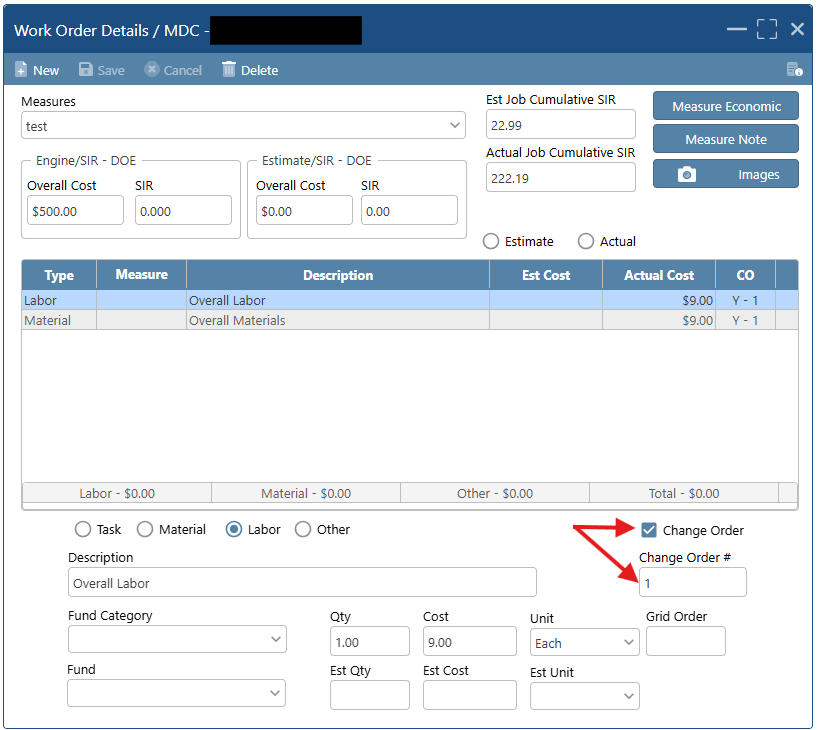 Work Order Details / MDC -
New Save Cancel Delete
Measures
test
Est Job Cumulative SIR
22.99
Actual Job Cumulative SIR
222.19
Measure Economic
Measure Note
Images
Engine/SIR - DOE
Overall Cost SIR
$500.00 0.000
Estimate/SIR - DOE
Overall Cost SIR
$0.00 0.00
Estimate Actual
Type Measure Description Est Cost Actual Cost CO
Labor Overall Labor $9.00 Y - 1
Material Overall Materials $9.00 Y - 1
Labor - $0.00 Material - $0.00 Other - $0.00 Total - $0.00
Task Material Labor Other
Change Order
Description
Overall Labor
Change Order #
1
Fund Category Qty Cost Unit Grid Order
1.00 9.00 Each
Fund Est Qty Est Cost Est Unit